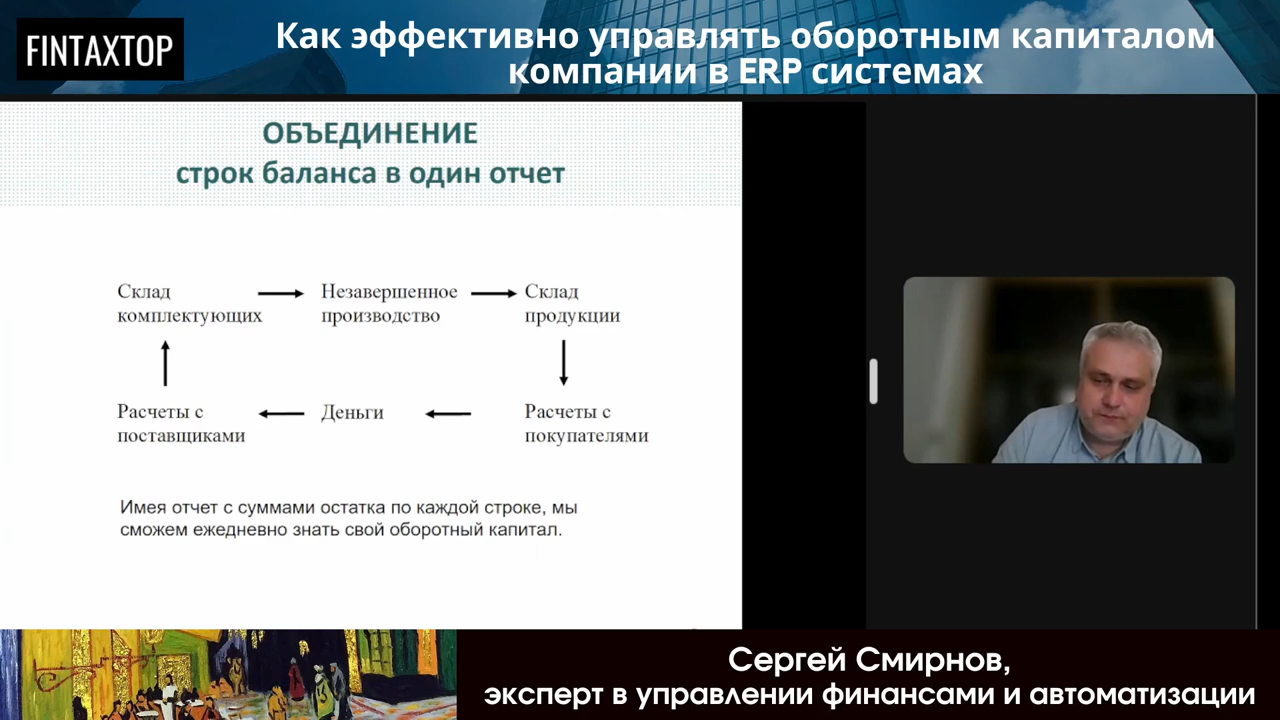 FINTAXTOP
Как эффективно управлять оборотным капиталом
компании в ERP системах
ОБЪЕДИНЕНИЕ
строк баланса в один отчет
Склад
комплектующих
Незавершенное
производство
Склад
продукции
Расчеты с
поставщиками
Деньги
Расчеты с
покупателями
Имея отчет с суммами остатка по каждой строке, мы
сможем ежедневно знать свой оборотный капитал.
Сергей Смирнов,
эксперт в управлении финансами и автоматизации